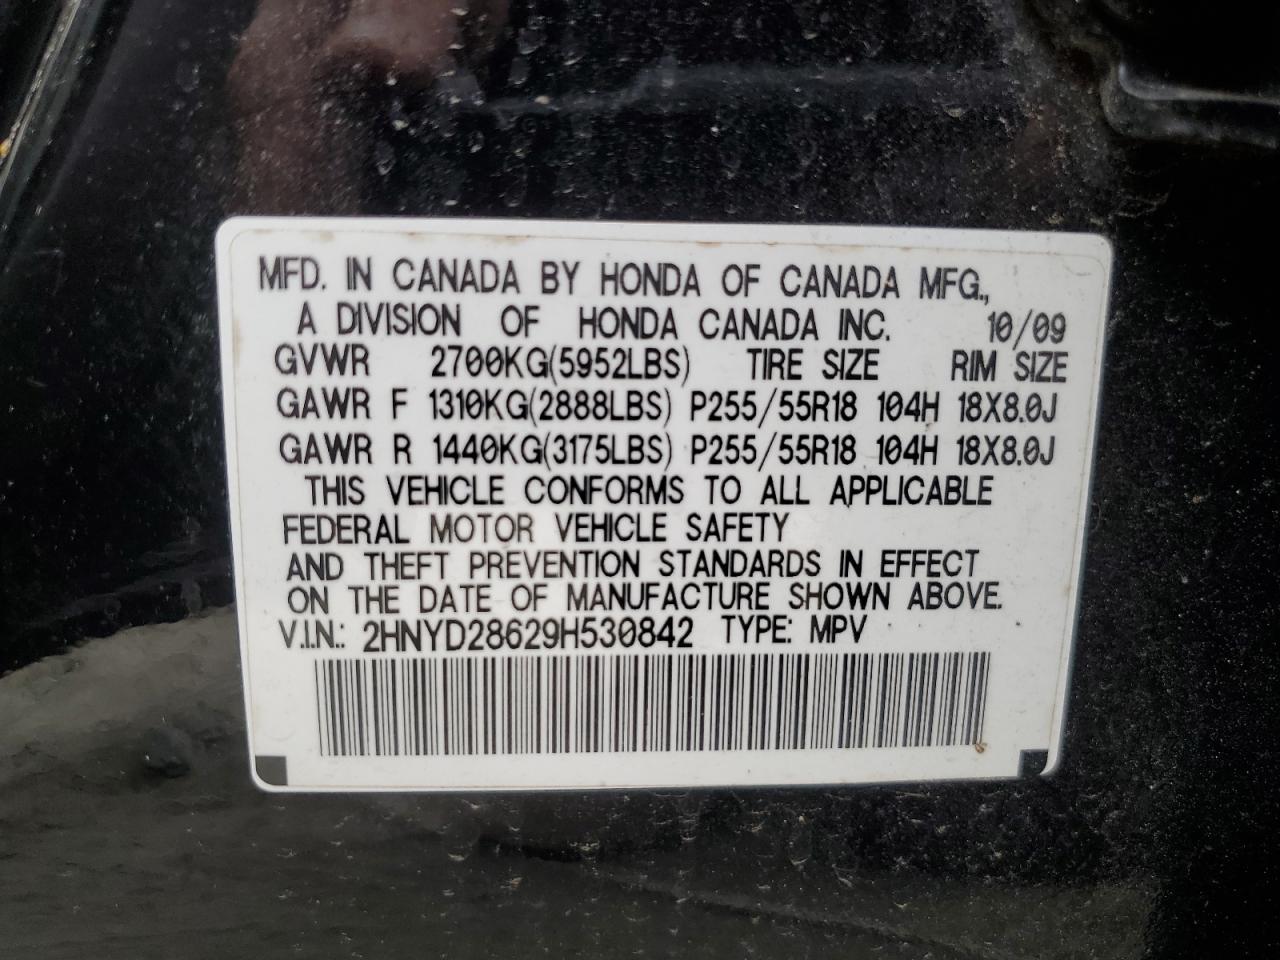 MFD. IN CANADA BY HONDA OF CANADA MFG.,
A DIVISION OF HONDA CANADA INC. 10/09
GVWR 2700KG(5952LBS) TIRE SIZE RIM SIZE
GAWR F 1310KG(2888LBS) P255/55R18 104H 18X8.0J
GAWR R 1440KG(3175LBS) P255/55R18 104H 18X8.0J
THIS VEHICLE CONFORMS TO ALL APPLICABLE
FEDERAL MOTOR VEHICLE SAFETY
AND THEFT PREVENTION STANDARDS IN EFFECT
ON THE DATE OF MANUFACTURE SHOWN ABOVE.
V.I.N.: 2HNYD28629H530842 TYPE: MPV